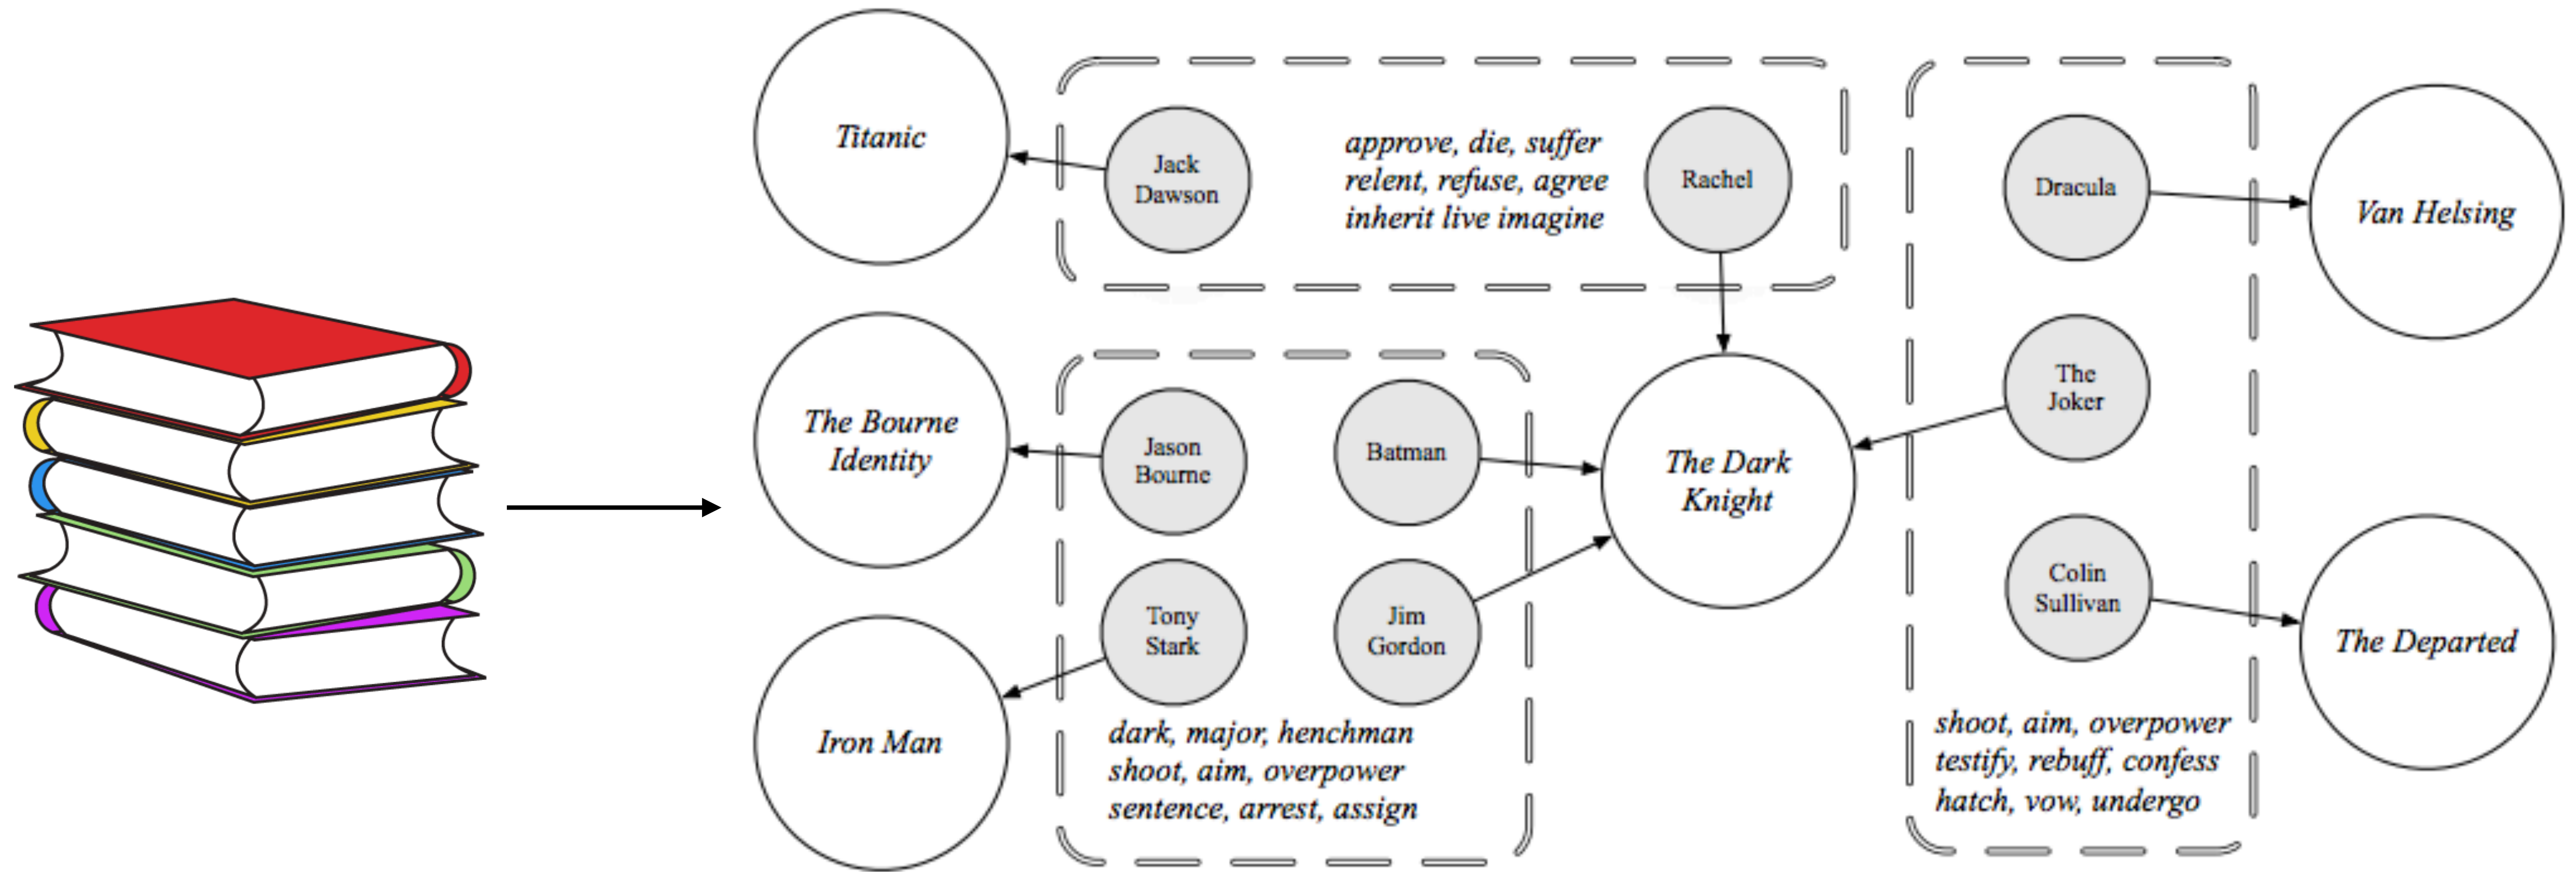 Titanic
Jack
Dawson
approve, die, suffer
relent, refuse, agree
inherit live imagine
Rachel
Dracula
Van Helsing
The Bourne
Identity
Jason
Bourne
Batman
The Dark
Knight
The
Joker
Iron Man
Tony
Stark
Jim
Gordon
dark, major, henchman
shoot, aim, overpower
sentence, arrest, assign
Colin
Sullivan
The Departed
shoot, aim, overpower
testify, rebuff, confess
hatch, vow, undergo